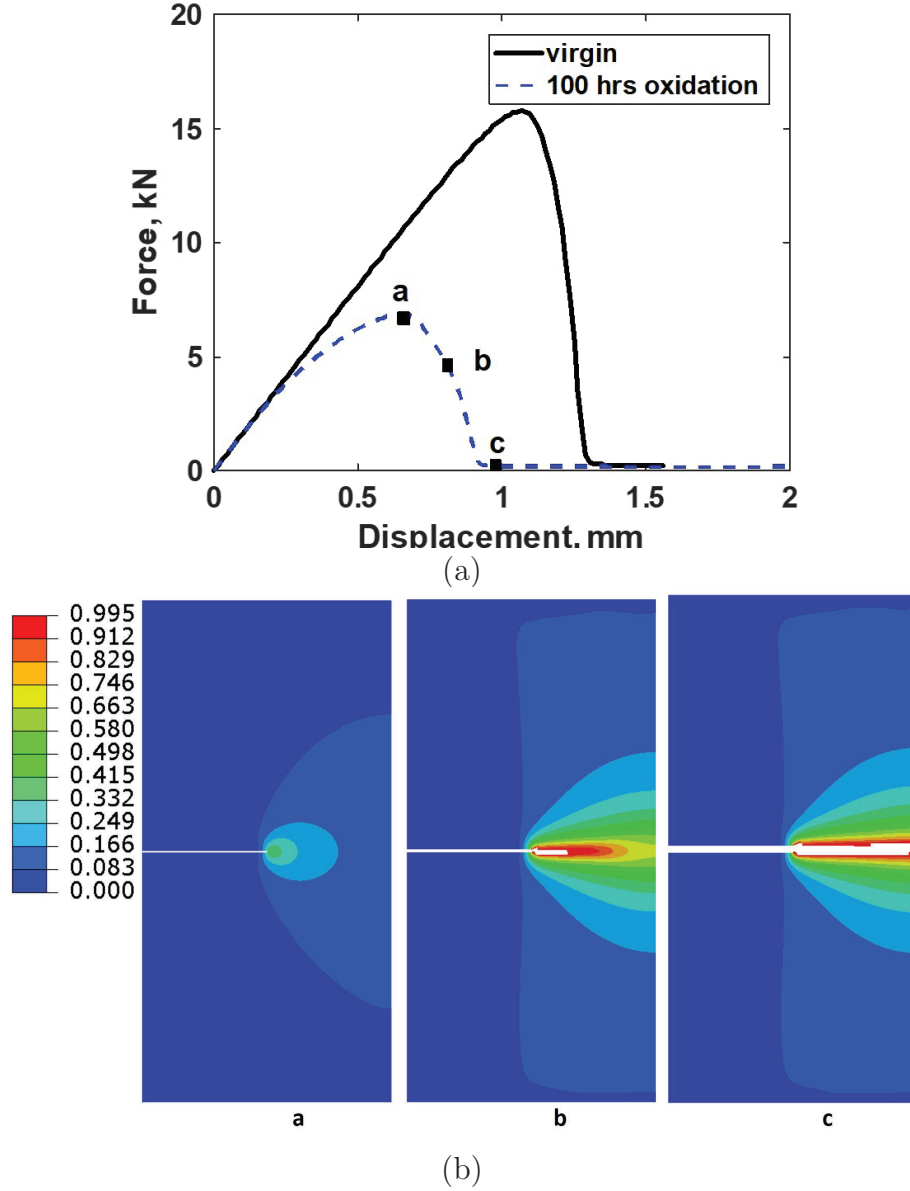 20
virgin
100 hrs oxidation
15
Force, kN
10
a
5
b
c
0
0 0.5 1 1.5 2
Displacement, mm
(a)
0.995
0.912
0.829
0.746
0.663
0.580
0.498
0.415
0.332
0.249
0.166
0.083
0.000
a b c
(b)